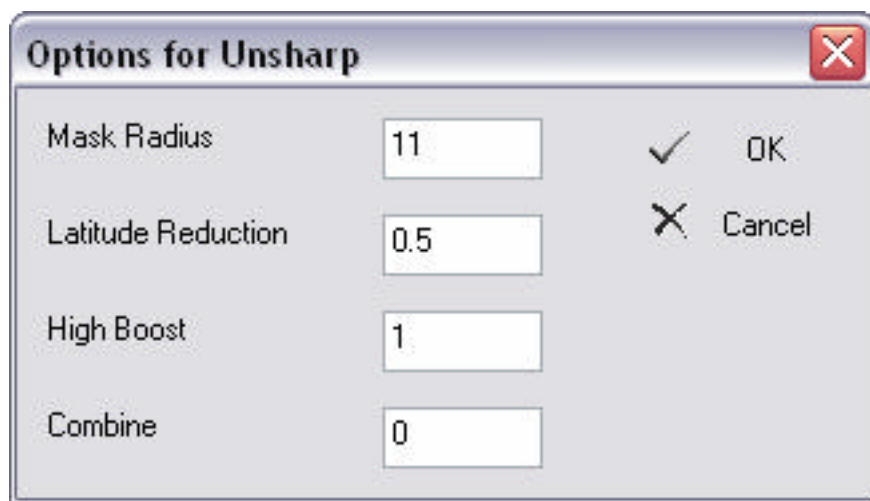 Options for Unsharp
Mask Radius 11 OK
Latitude Reduction 0.5 Cancel
High Boost 1
Combine 0